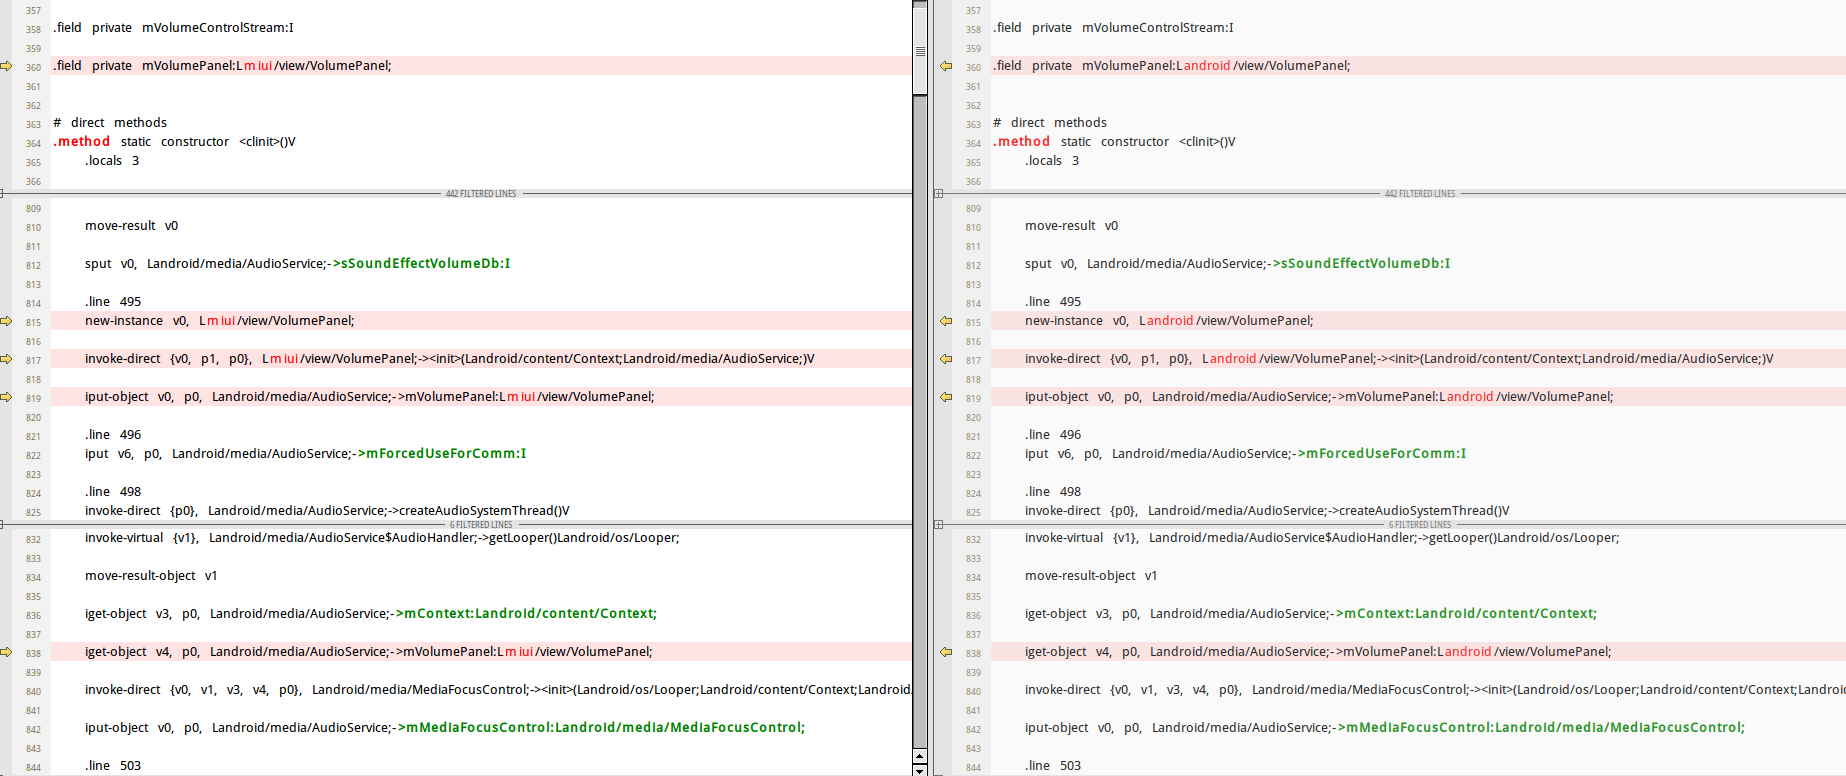 357
358 .field private mVolumeControlStream:I
359
360 .field private mVolumePanel:Lmiui/view/VolumePanel;
361
362
363 # direct methods
364 .method static constructor <clinit>()V
365 .locals 3
366
442 FILTERED LINES
809
810 move-result v0
811
812 sput v0, Landroid/media/AudioService;->sSoundEffectVolumeDb:I
813
814 .line 495
815 new-instance v0, Lmiui/view/VolumePanel;
816
817 invoke-direct {v0, p1, p0}, Lmiui/view/VolumePanel;-><init>(Landroid/content/Context;Landroid/media/AudioService;)V
818
819 iput-object v0, p0, Landroid/media/AudioService;->mVolumePanel:Lmiui/view/VolumePanel;
820
821 .line 496
822 iput v6, p0, Landroid/media/AudioService;->mForcedUseForComm:I
823
824 .line 498
825 invoke-direct {p0}, Landroid/media/AudioService;->createAudioSystemThread()V
6 FILTERED LINES
832 invoke-virtual {v1}, Landroid/media/AudioService$AudioHandler;->getLooper()Landroid/os/Looper;
833
834 move-result-object v1
835
836 iget-object v3, p0, Landroid/media/AudioService;->mContext:Landroid/content/Context;
837
838 iget-object v4, p0, Landroid/media/AudioService;->mVolumePanel:Lmiui/view/VolumePanel;
839
840 invoke-direct {v0, v1, v3, v4, p0}, Landroid/media/MediaFocusControl;-><init>(Landroid/os/Looper;Landroid/content/Context;Landroid
841
842 iput-object v0, p0, Landroid/media/AudioService;->mMediaFocusControl:Landroid/media/MediaFocusControl;
843
844 .line 503
357
358 .field private mVolumeControlStream:I
359
360 .field private mVolumePanel:Landroid/view/VolumePanel;
361
362
363 # direct methods
364 .method static constructor <clinit>()V
365 .locals 3
366
442 FILTERED LINES
809
810 move-result v0
811
812 sput v0, Landroid/media/AudioService;->sSoundEffectVolumeDb:I
813
814 .line 495
815 new-instance v0, Landroid/view/VolumePanel;
816
817 invoke-direct {v0, p1, p0}, Landroid/view/VolumePanel;-><init>(Landroid/content/Context;Landroid/media/AudioService;)V
818
819 iput-object v0, p0, Landroid/media/AudioService;->mVolumePanel:Landroid/view/VolumePanel;
820
821 .line 496
822 iput v6, p0, Landroid/media/AudioService;->mForcedUseForComm:I
823
824 .line 498
825 invoke-direct {p0}, Landroid/media/AudioService;->createAudioSystemThread()V
6 FILTERED LINES
832 invoke-virtual {v1}, Landroid/media/AudioService$AudioHandler;->getLooper()Landroid/os/Looper;
833
834 move-result-object v1
835
836 iget-object v3, p0, Landroid/media/AudioService;->mContext:Landroid/content/Context;
837
838 iget-object v4, p0, Landroid/media/AudioService;->mVolumePanel:Landroid/view/VolumePanel;
839
840 invoke-direct {v0, v1, v3, v4, p0}, Landroid/media/MediaFocusControl;-><init>(Landroid/os/Looper;Landroid/content/Context;Landro
841
842 iput-object v0, p0, Landroid/media/AudioService;->mMediaFocusControl:Landroid/media/MediaFocusControl;
843
844 .line 503